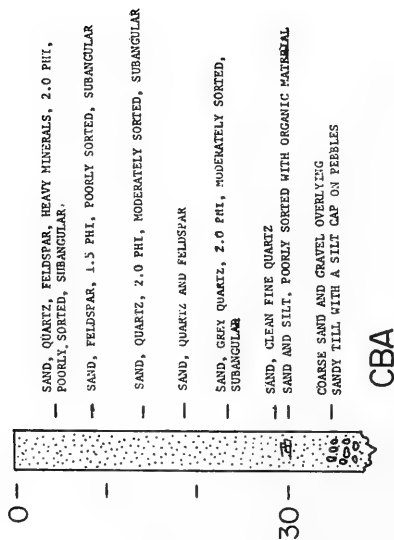 0-
SAND, QUARTZ, FELDSPAR, HEAVY MINERALS, 2.0 PHI,
POORLY, SORTED, SUBANGULAR.
SAND, FELDSPAR, 1.5 PHI, POORLY SORTED, SUBANGULAR
SAND, QUARTZ, 2.0 PHI, MODERATELY SORTED, SUBANGULAR
SAND, QUARTZ AND FELDSPAR
SAND, GREY QUARTZ, 2.0 PHI, MODERATELY SORTED,
SUBANGULAR
SAND, CLEAN FINE QUARTZ
30-
SAND AND SILT, POORLY SORTED WITH ORGANIC MATERIAL
COARSE SAND AND GRAVEL OVERLYING
SANDY TILL WITH A SILT CAP ON PEBBLES
CBA